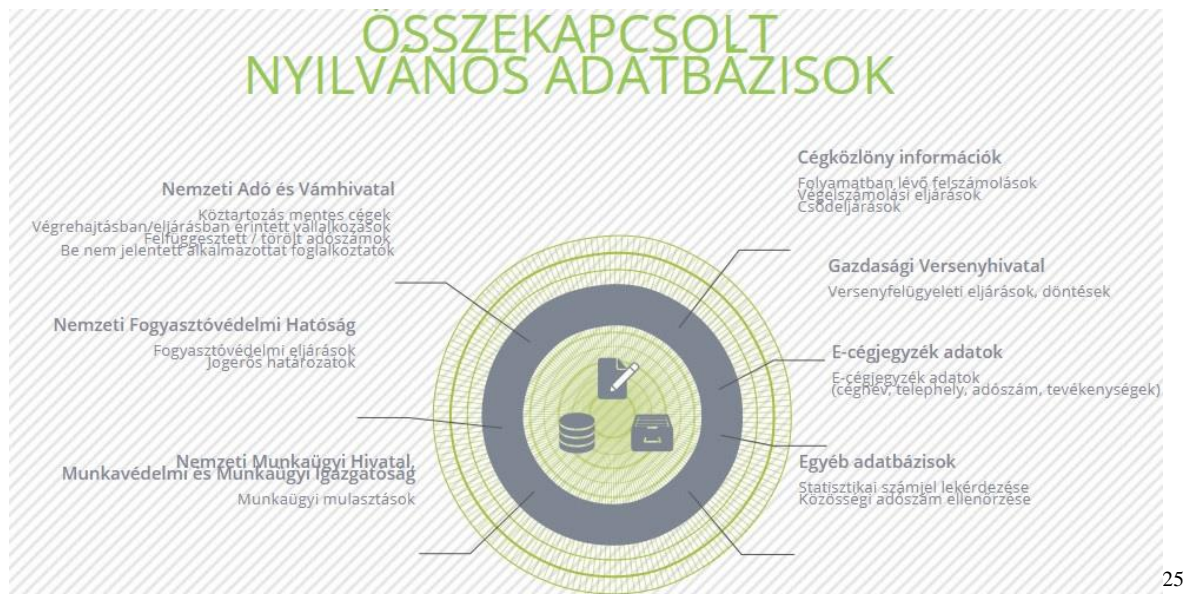 ÖSSZEKAPCSOLT
NYILVÁNOS ADATBÁZISOK
Nemzeti Adó és Vámhivatal
Köztartozás mentes cégek
Végrehajtásban/eljárásban érintett vállalkozások
Felfüggesztett / törölt adószámok
Be nem jelentett alkalmazottat foglalkoztatók
Nemzeti Fogyasztóvédelmi Hatóság
Fogyasztóvédelmi eljárások
Jogerős határozatok
Nemzeti Munkaügyi Hivatal,
Munkavédelmi és Munkaügyi Igazgatóság
Munkaügyi mulasztások
Cégközlöny információk
Folyamatban lévő felszámolások
Végelszámolási eljárások
Csődeljárások
Gazdasági Versenyhivatal
Versenyfelügyeleti eljárások, döntések
E-cégjegyzék adatok
E-cégjegyzék adatok
(cégnév, telephely, adószám, tevékenységek)
Egyéb adatbázisok
Statisztikai számjel lekérdezése
Közösségi adószám ellenőrzése
25